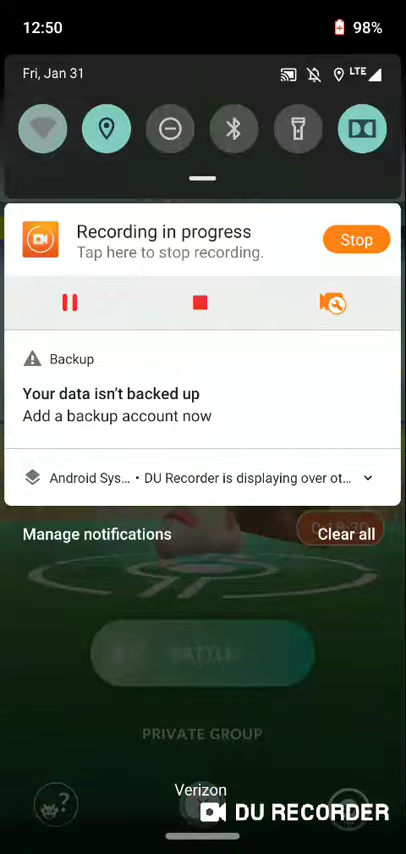 12:50
98%
Fri, Jan 31
LTE
Recording in progress
Tap here to stop recording.
Stop
Backup
Your data isn't backed up
Add a backup account now
Android Sys... • DU Recorder is displaying over ot...
Manage notifications
Clear all
BATTLE
PRIVATE GROUP
?
Verizon
DU RECORDER